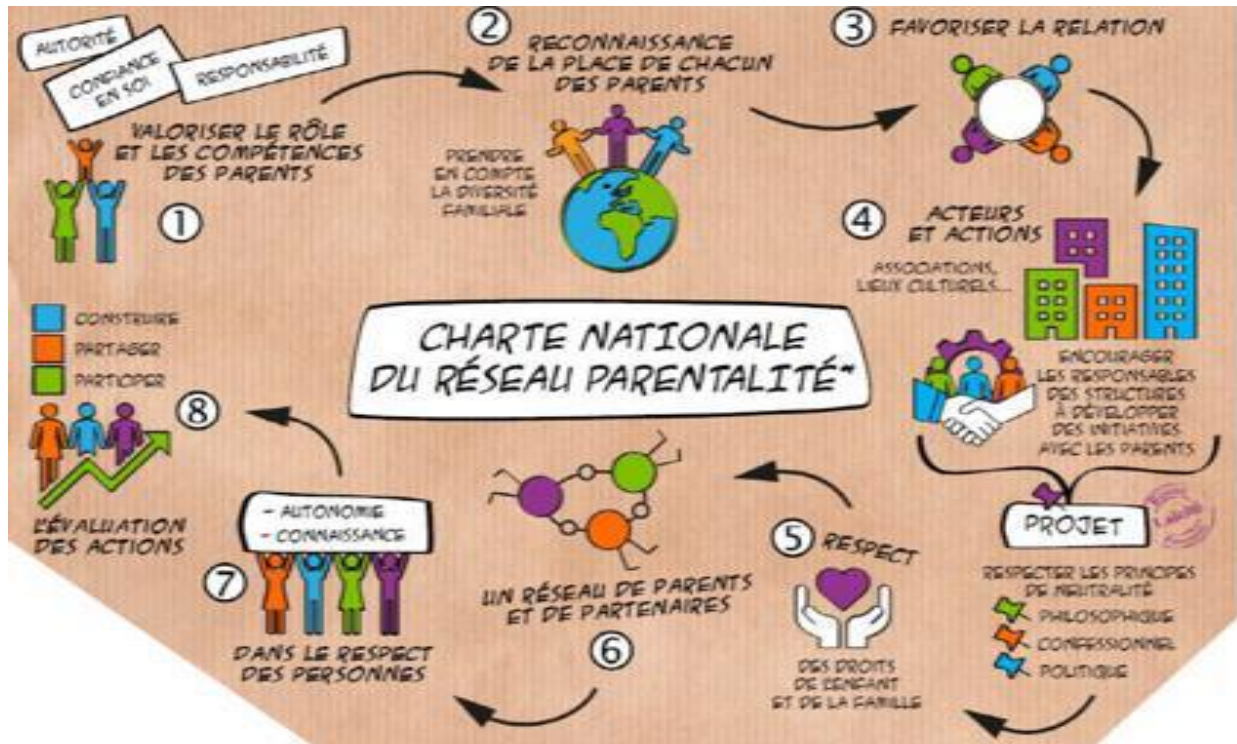 AUTORITÉ
CONFIANCE
EN SOI
RESPONSABILITÉ
VALORISER LE RÔLE
ET LES COMPÉTENCES
DES PARENTS
1
2
RECONNAISSANCE
DE LA PLACE DE CHACUN
DES PARENTS
PRENDRE
EN COMPTE
LA DIVERSITÉ
FAMILIALE
3
FAVORISER LA RELATION
4
ACTEURS
ET ACTIONS
ASSOCIATIONS,
LIEUX CULTURELS...
ENCOURAGER
LES RESPONSABLES
DES STRUCTURES
À DÉVELOPPER
DES INITIATIVES
AVEC LES PARENTS
PROJET
RESPECTER LES PRINCIPES
DE NEUTRALITÉ
PHILOSOPHIQUE
CONFESSIONNEL
POLITIQUE
CHARTE NATIONALE
DU RÉSEAU PARENTALITÉ*
5
RESPECT
DES DROITS
DE L'ENFANT
ET DE LA FAMILLE
UN RÉSEAU DE PARENTS
ET DE PARTENAIRES
6
7
- AUTONOMIE
- CONNAISSANCE
DANS LE RESPECT
DES PERSONNES
CONSTRUIRE
PARTAGER
PARTICIPER
8
L'ÉVALUATION
DES ACTIONS